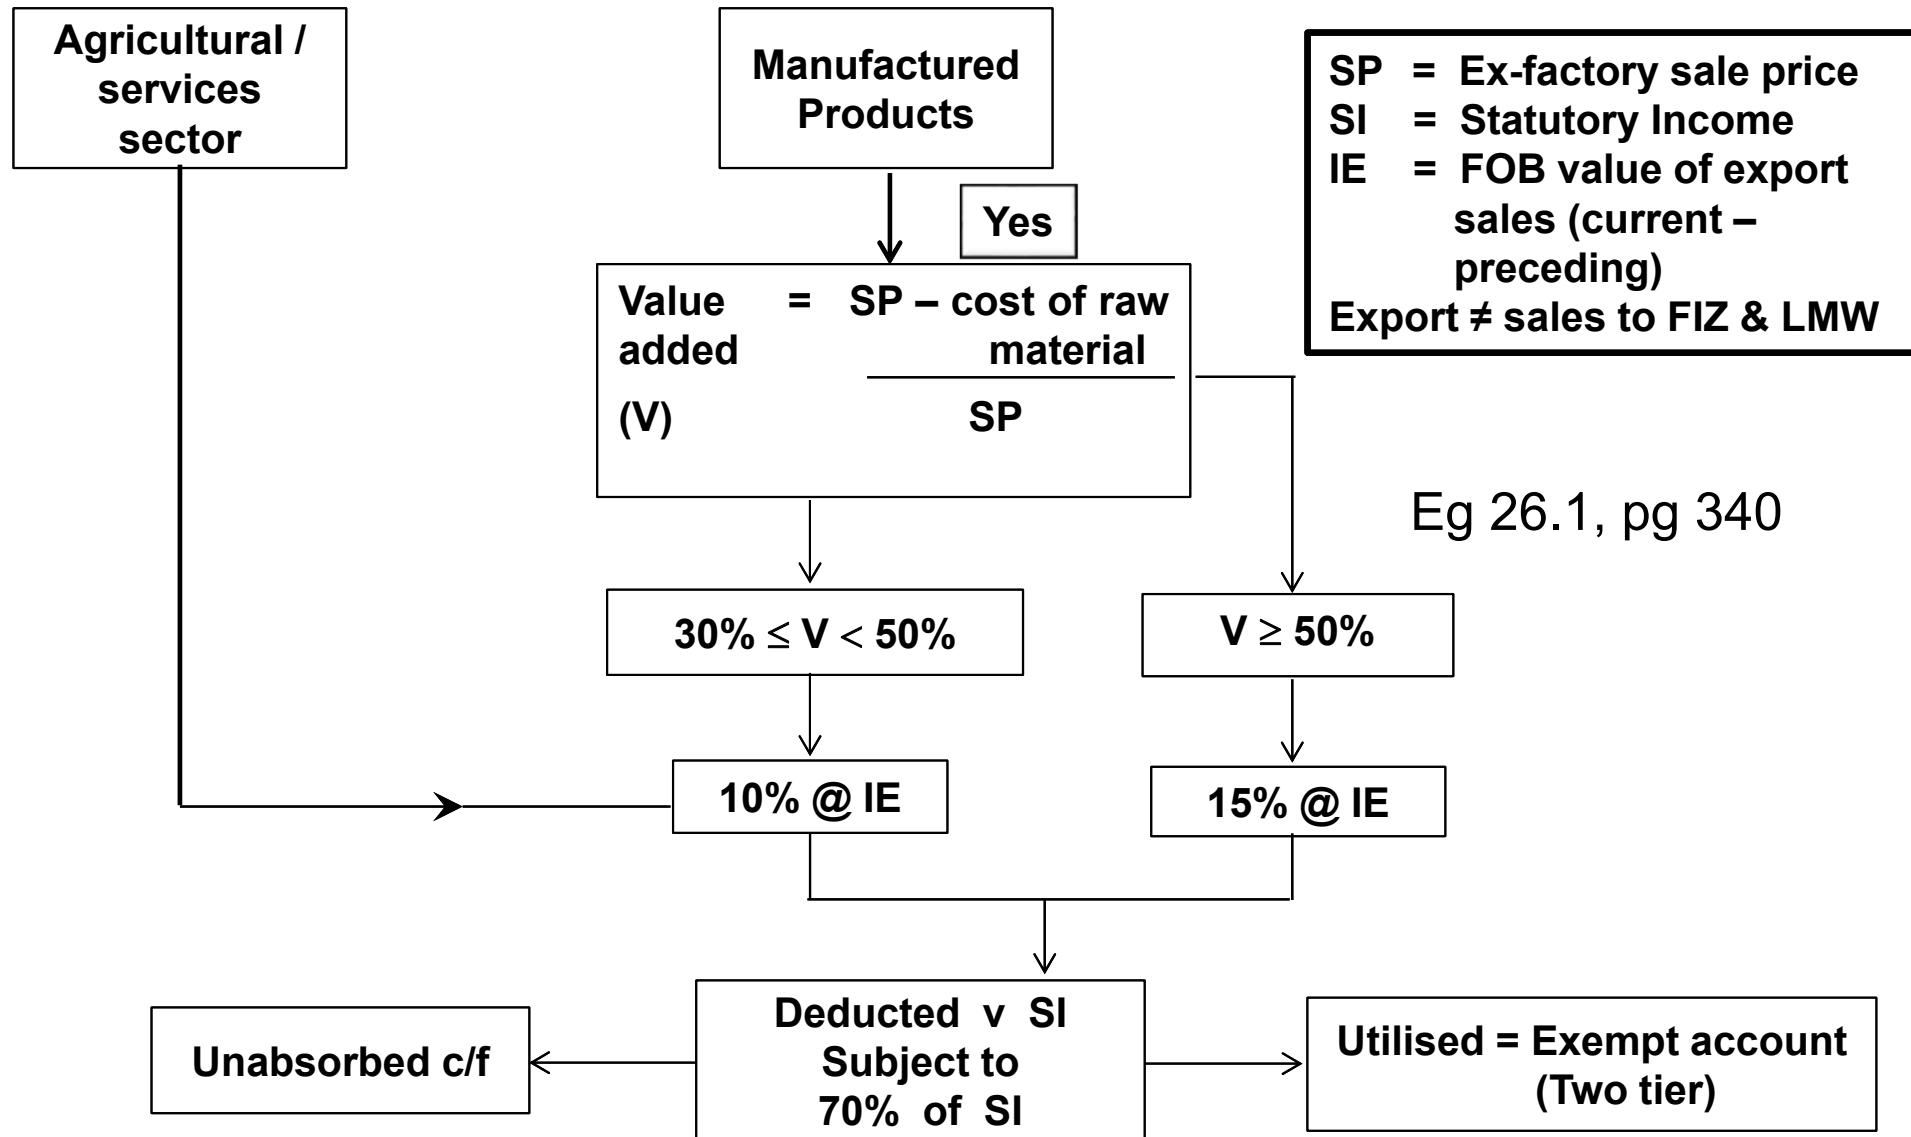 Agricultural /
services
sector
Manufactured
Products
SP = Ex-factory sale price
SI = Statutory Income
IE = FOB value of export
sales (current –
preceding)
Export ≠ sales to FIZ & LMW
Yes
Value = SP – cost of raw
added material
(V) SP
Eg 26.1, pg 340
30% ≤ V < 50%
V ≥ 50%
10% @ IE
15% @ IE
Unabsorbed c/f
Deducted v SI
Subject to
70% of SI
Utilised = Exempt account
(Two tier)